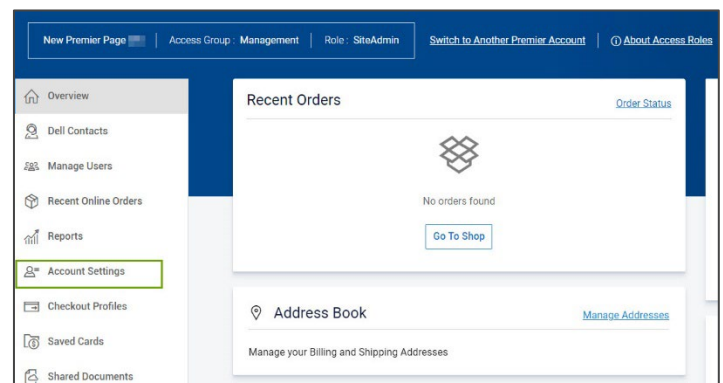 New Premier Page | Access Group : Management | Role : SiteAdmin Switch to Another Premier Account | About Access Roles
Overview
Dell Contacts
Manage Users
Recent Online Orders
Reports
Account Settings
Checkout Profiles
Saved Cards
Shared Documents
Recent Orders
Order Status
No orders found
Go To Shop
Address Book
Manage Addresses
Manage your Billing and Shipping Addresses